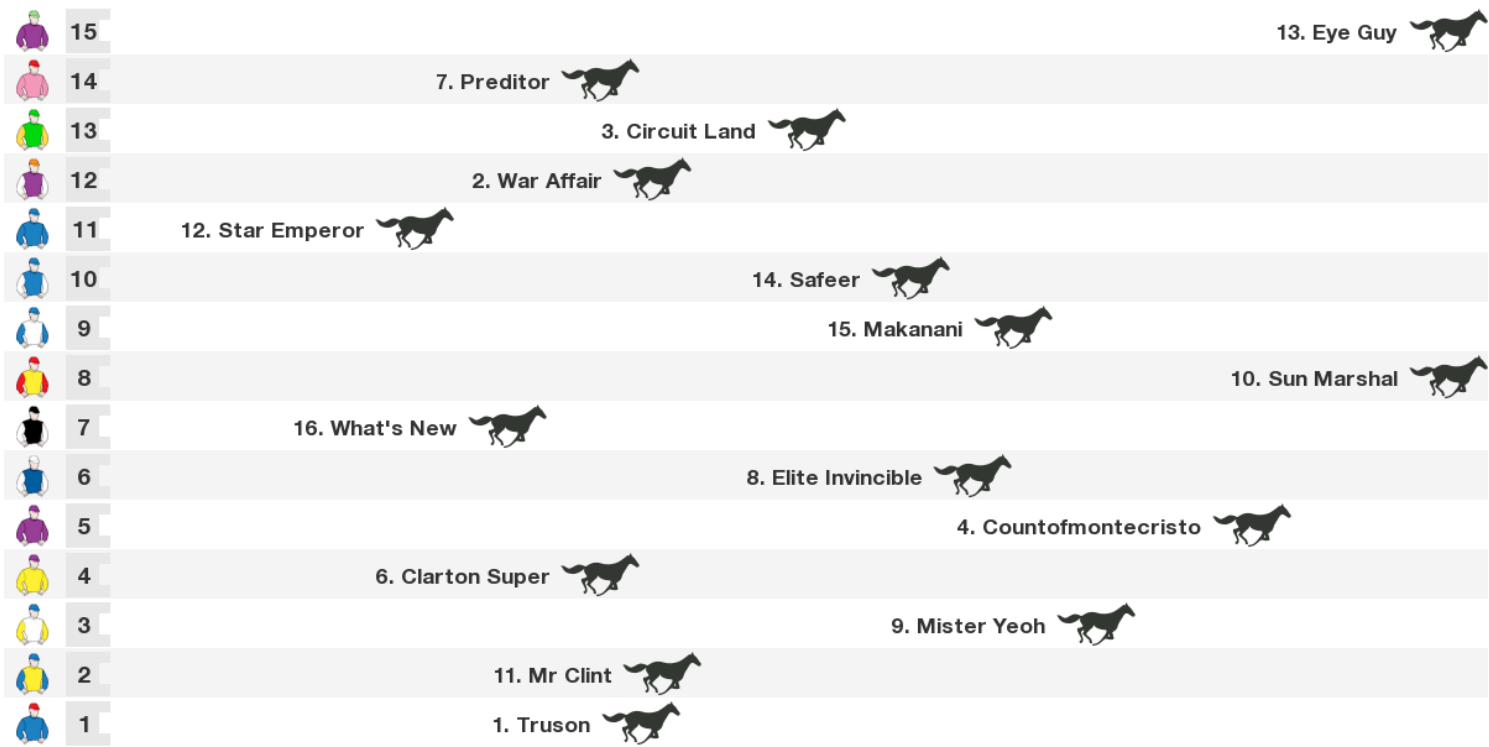 15 13. Eye Guy
14 7. Preditor
13 3. Circuit Land
12 2. War Affair
11 12. Star Emperor
10 14. Safeer
9 15. Makanani
8 10. Sun Marshal
7 16. What's New
6 8. Elite Invincible
5 4. Countofmontecristo
4 6. Clarton Super
3 9. Mister Yeoh
2 11. Mr Clint
1 1. Truson